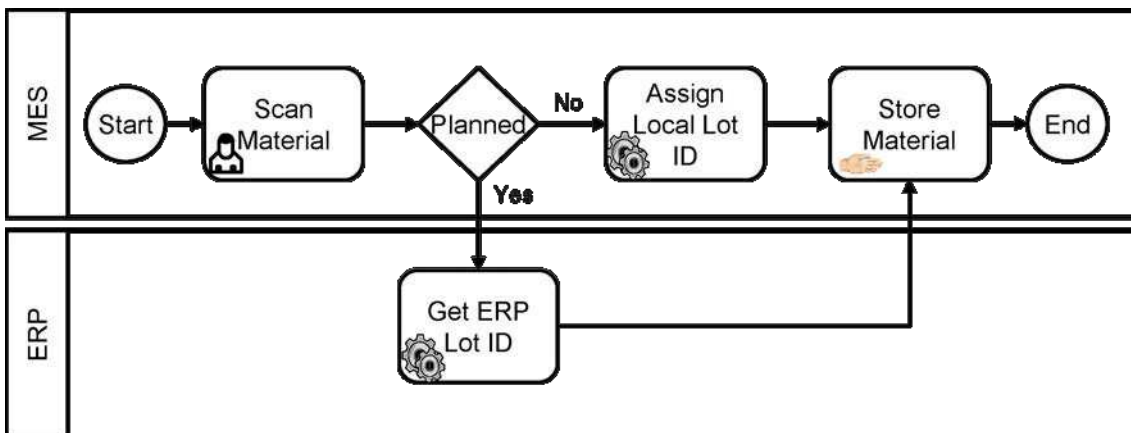 MES
Start
Scan
Material
Planned
No
Yes
Assign
Local Lot
ID
Store
Material
End
ERP
Get ERP
Lot ID